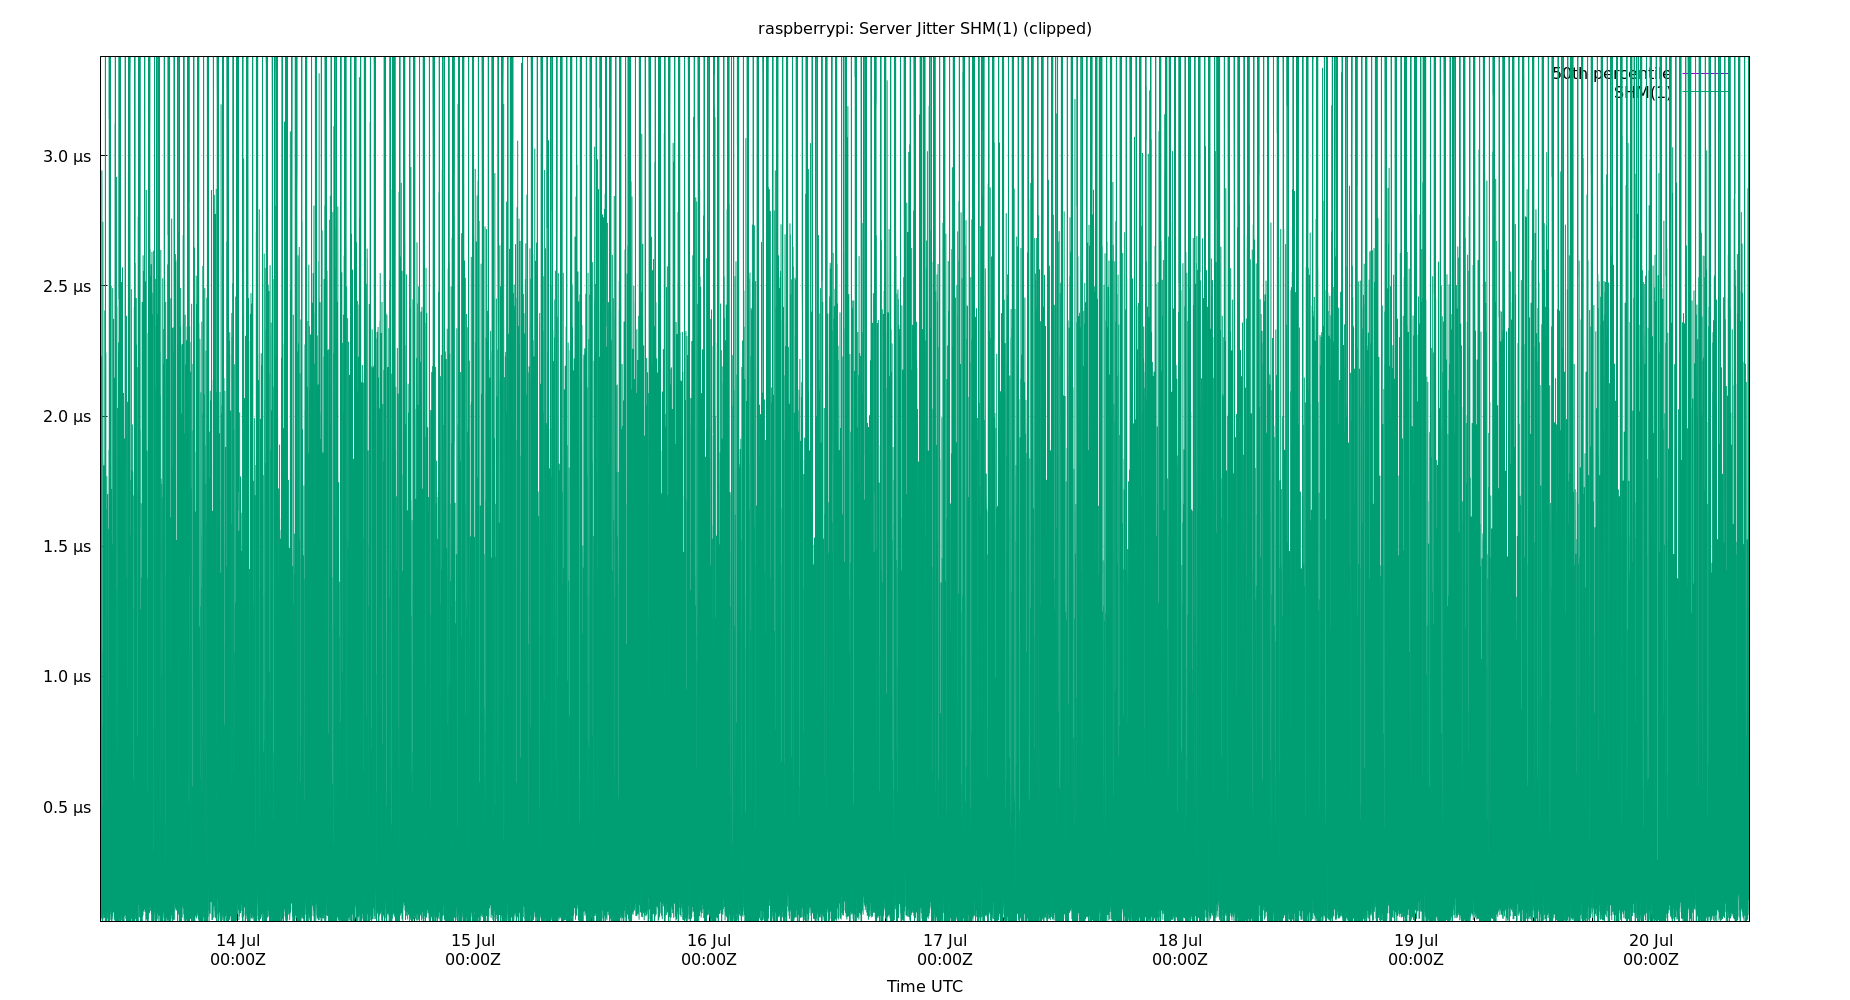 raspberrypi: Server Jitter SHM(1) (clipped)
50th percentile
SHM(1)
3.0 µs
2.5 µs
2.0 µs
1.5 µs
1.0 µs
0.5 µs
14 Jul 15 Jul 16 Jul 17 Jul 18 Jul 19 Jul 20 Jul
00:00Z 00:00Z 00:00Z 00:00Z 00:00Z 00:00Z 00:00Z
Time UTC